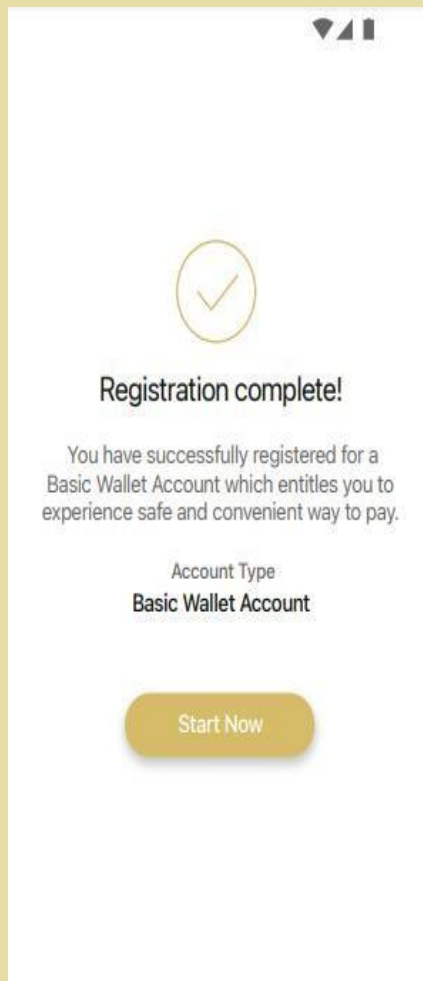 Registration complete!
You have successfully registered for a
Basic Wallet Account which entitles you to
experience safe and convenient way to pay.
Account Type
Basic Wallet Account
Start Now